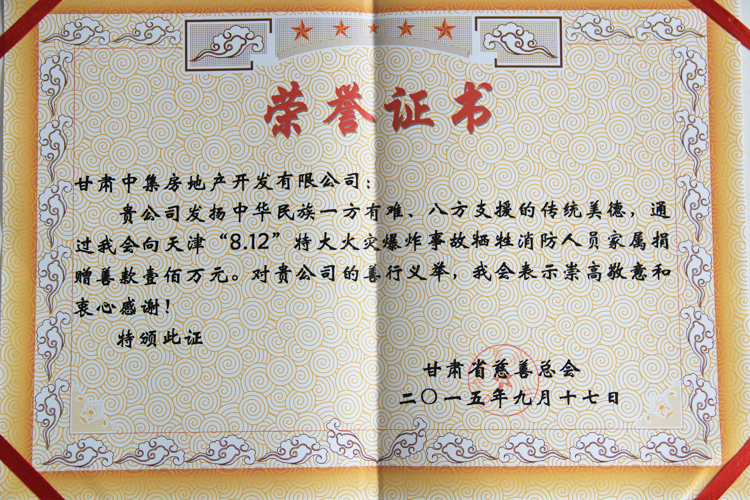 荣誉证书
甘肃中集房地产开发有限公司：
贵公司发扬中华民族一方有难、八方支援的传统美德，通
过我会向天津“8.12”特大火灾爆炸事故牺牲消防人员家属捐
赠善款壹佰万元。对贵公司的善行义举，我会表示崇高敬意和
衷心感谢！
特颁此证
甘肃省慈善总会
二〇一五年九月十七日